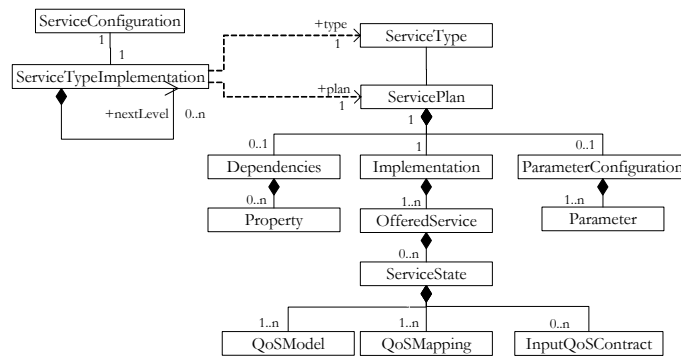 ServiceConfiguration
1
1
ServiceTypeImplementation
+nextLevel
0..n
+type
1
ServiceType
+plan
1
ServicePlan
1
0..1
1
0..1
Dependencies
Implementation
ParameterConfiguration
0..n
1..n
1..n
Property
OfferedService
Parameter
0..n
ServiceState
1..n
1..n
0..n
QoSModel
QoSMapping
InputQoSContract